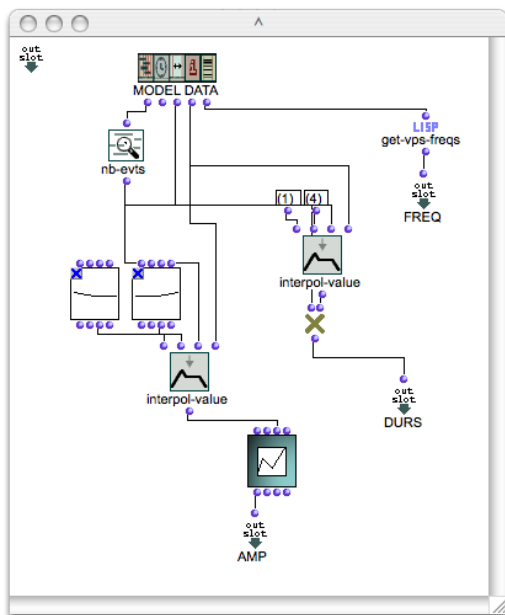 ^
out
slot
MODEL DATA
LISP
get-vps-freqs
nb-evts
out
slot
FREQ
(1) (4)
interpol-value
interpol-value
out
slot
DURS
out
slot
AMP